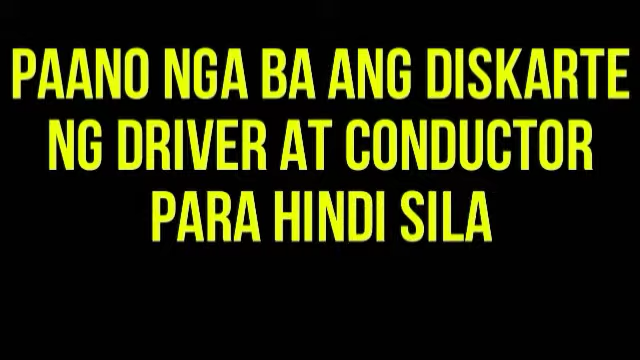 PAANO NGA BA ANG DISKARTE
NG DRIVER AT CONDUCTOR
PARA HINDI SILA